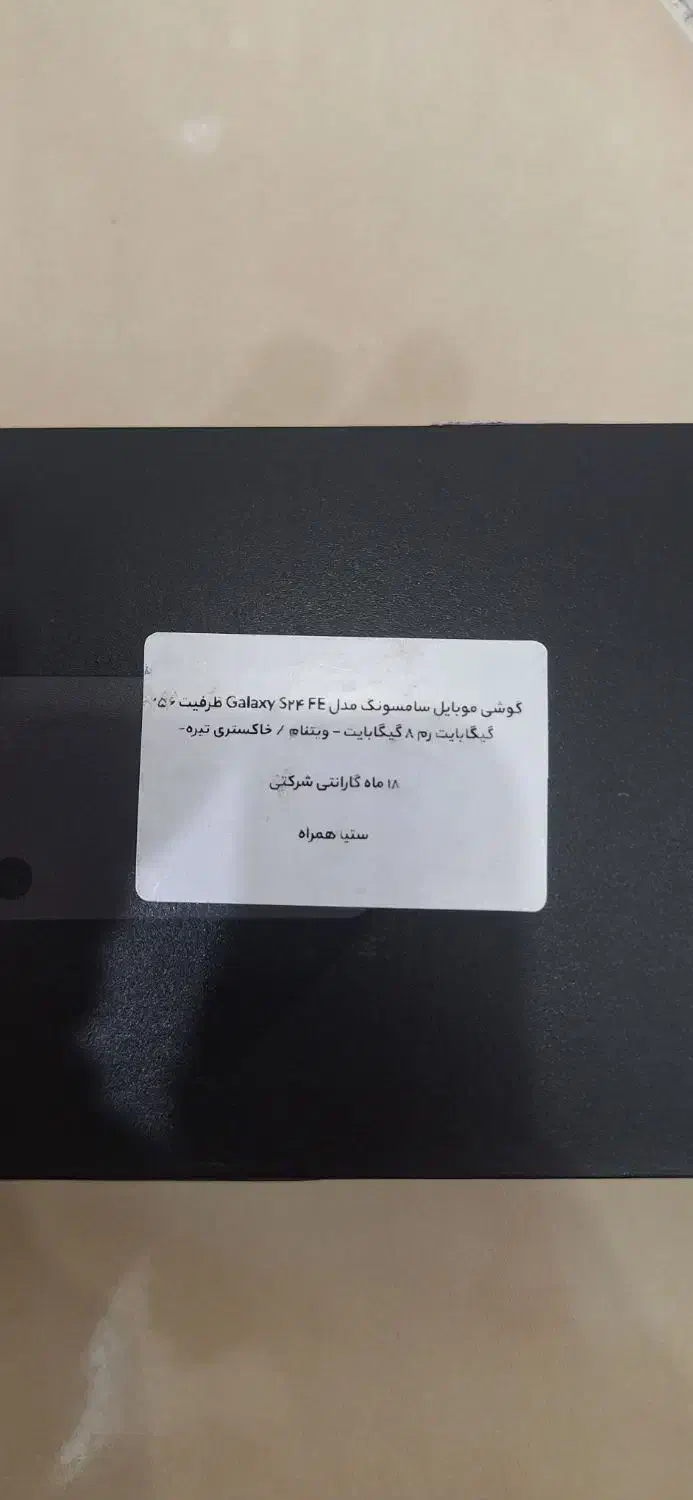 گوشی موبایل سامسونگ مدل Galaxy S۲۴ FE ظرفیت
گیگابایت رم ۸ گیگابایت - ویتنام / خاکستری تیره-
۱۸ ماه گارانتی شرکتی
ستیا همراه